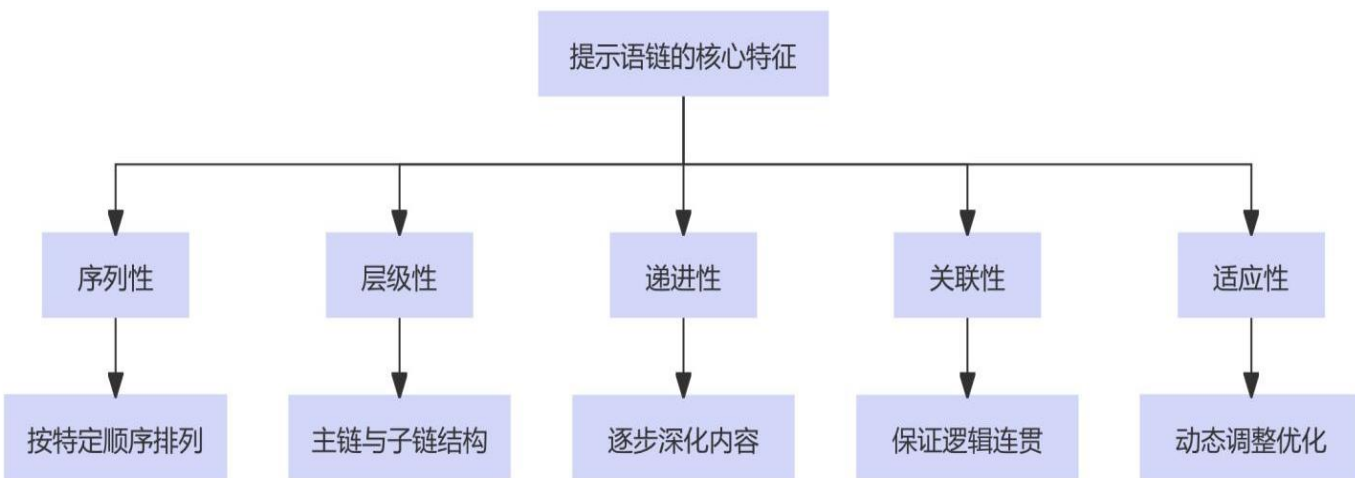 提示语链的核心特征
序列性
层级性
递进性
关联性
适应性
按特定顺序排列
主链与子链结构
逐步深化内容
保证逻辑连贯
动态调整优化